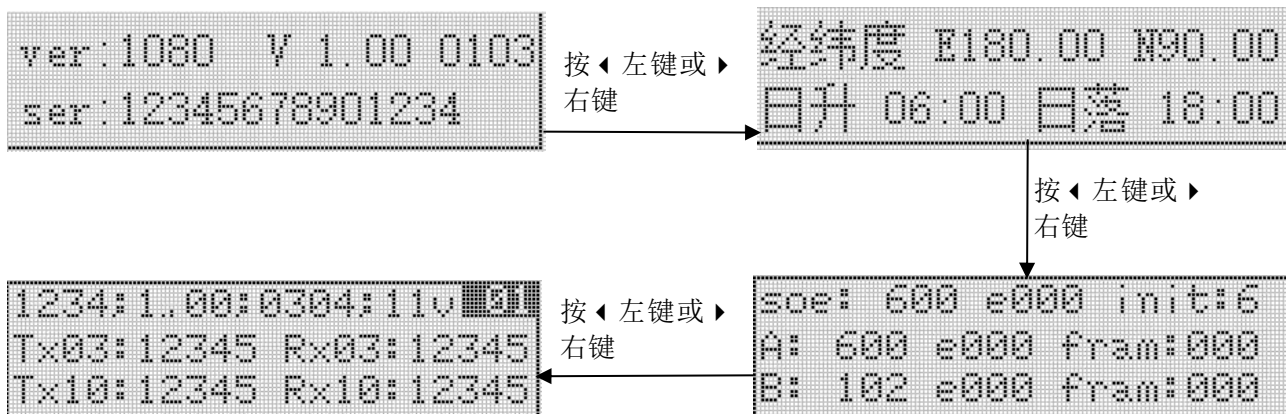 ver:1080 V 1.00 0103
ser:12345678901234
按◀左键或▶
右键
经纬度 E180.00 N90.00
日升 06:00 日落 18:00
按◀左键或▶
右键
soe: 600 e000 init:6
A: 600 e000 fram:000
B: 102 e000 fram:000
按◀左键或▶
右键
1234:1..00:0304:11v
Tx03:12345 Rx03:12345
Tx10:12345 Rx10:12345